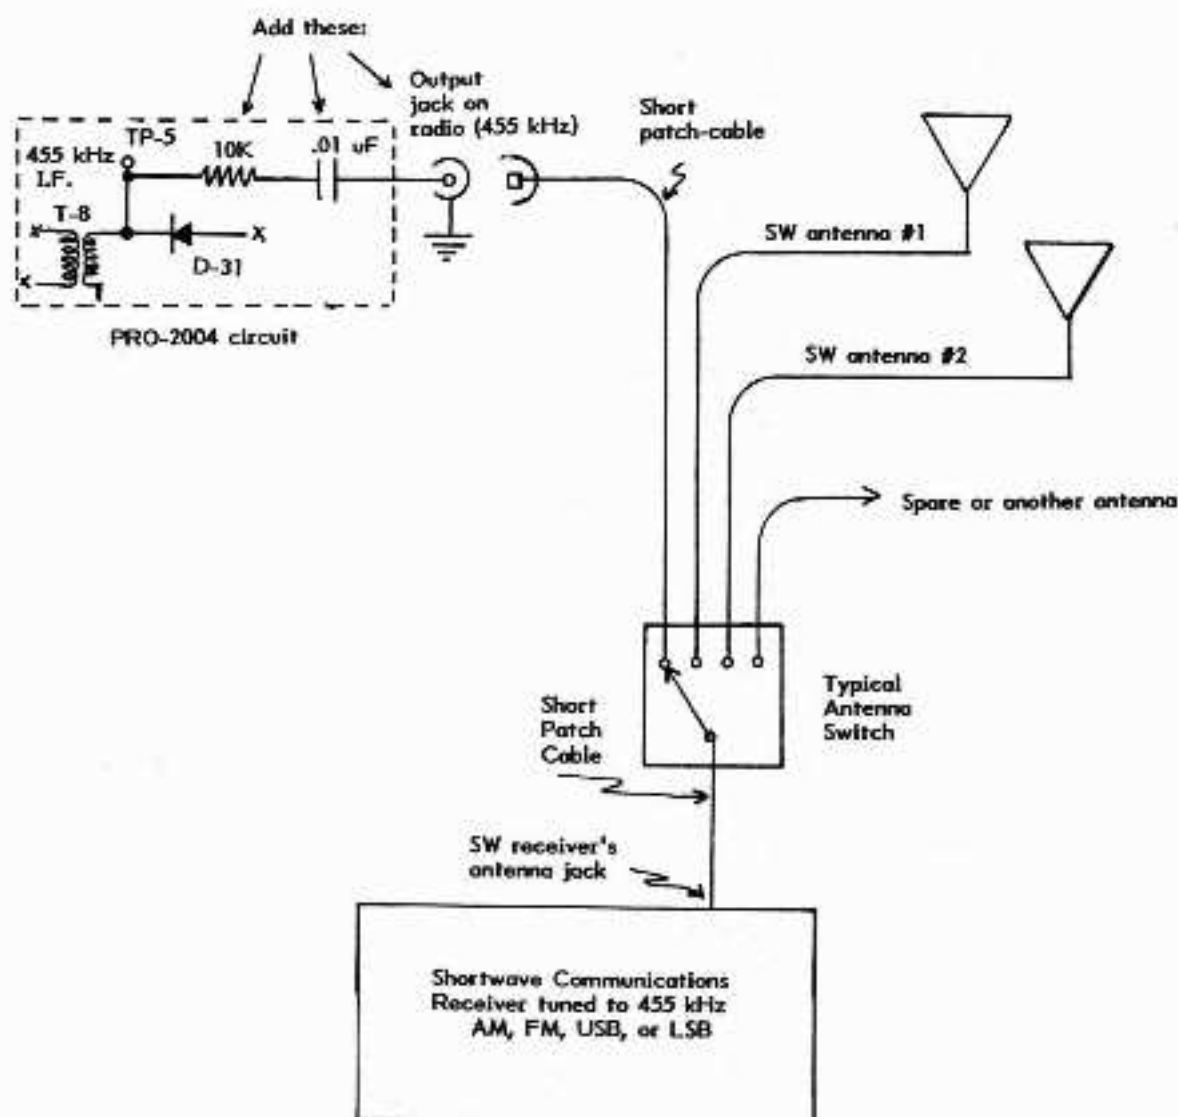 Add these:
Output
jack on
radio (455 kHz)
Short
patch-cable
TP-5
10K
.01 uF
455 kHz
I.F.
T-8
x
x
x
D-31
PRO-2004 circuit
SW antenna #1
SW antenna #2
Spare or another antenna
Typical
Antenna
Switch
Short
Patch
Cable
SW receiver's
antenna jack
Shortwave Communications
Receiver tuned to 455 kHz
AM, FM, USB, or LSB